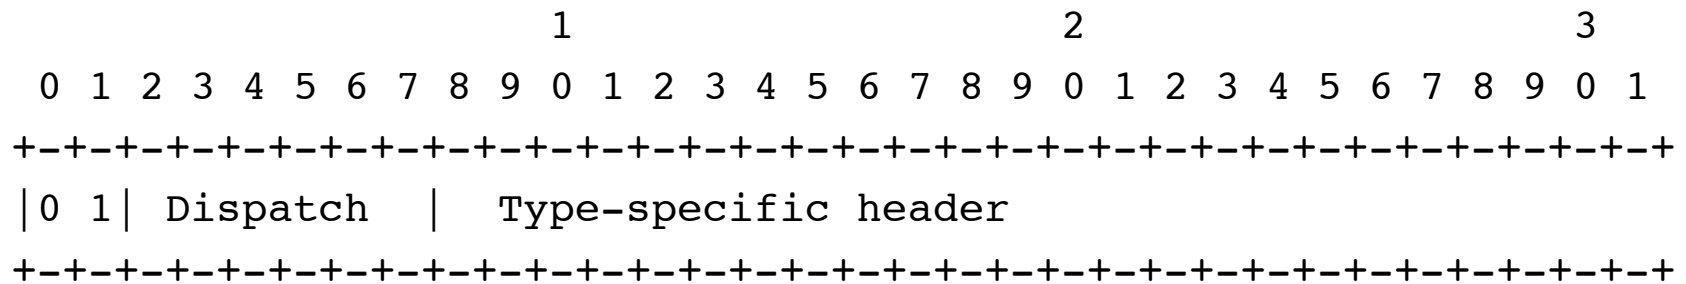 1                   2                   3
 0 1 2 3 4 5 6 7 8 9 0 1 2 3 4 5 6 7 8 9 0 1 2 3 4 5 6 7 8 9 0 1
+-+-+-+-+-+-+-+-+-+-+-+-+-+-+-+-+-+-+-+-+-+-+-+-+-+-+-+-+-+-+-+-+
|0 1| Dispatch  |  Type-specific header
+-+-+-+-+-+-+-+-+-+-+-+-+-+-+-+-+-+-+-+-+-+-+-+-+-+-+-+-+-+-+-+-+